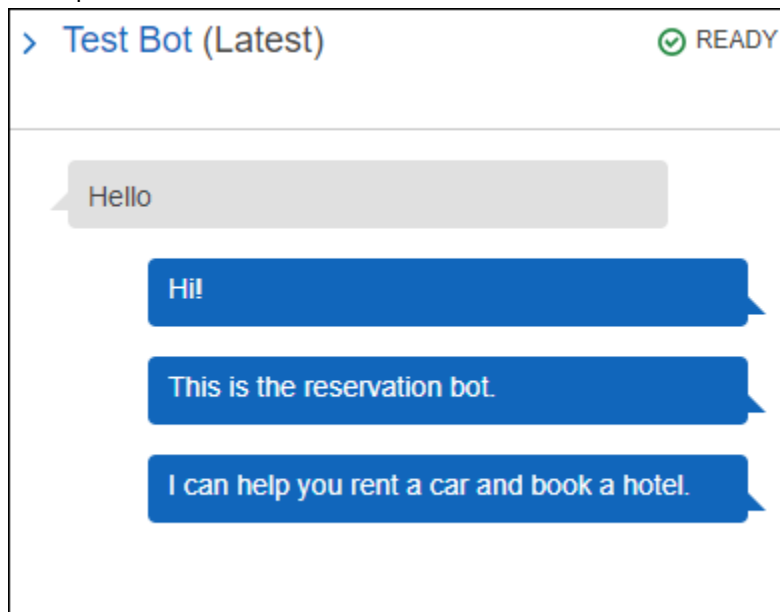 > Test Bot (Latest) READY
Hello
Hi!
This is the reservation bot.
I can help you rent a car and book a hotel.